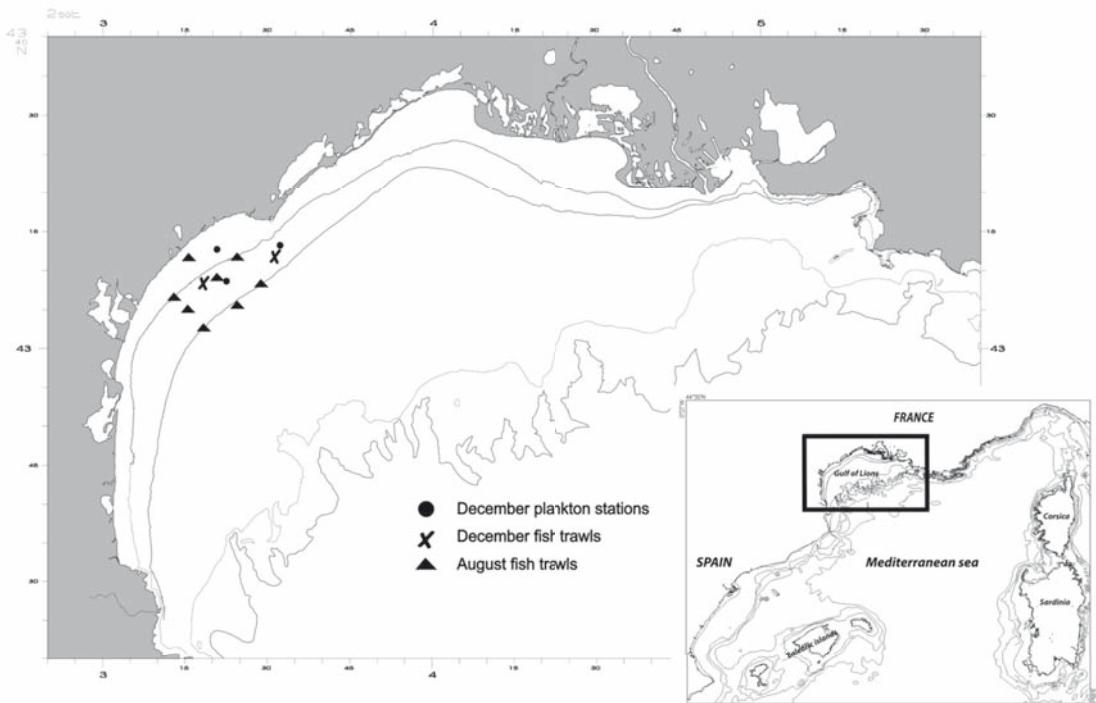 3 15 45 4 30 45 5 15 30
30 30
15 15
43 43
45
30
3 15 30 45 4 15 30
December plankton stations
December fish trawls
August fish trawls
FRANCE
Gulf of Lions
Corsica
SPAIN
Mediterranean sea
Sardinia
Balearic islands